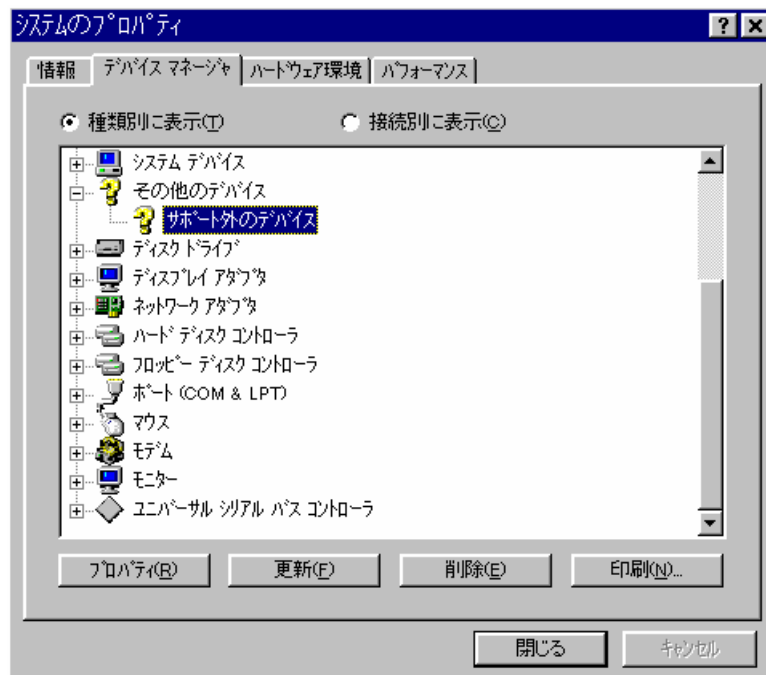 システムのプロパティ
情報 デバイス マネージャ ハードウェア環境 パフォーマンス
種類別に表示(T) 接続別に表示(C)
システム デバイス
その他のデバイス
サポート外のデバイス
ディスク ドライブ
ディスプレイ アダプタ
ネットワーク アダプタ
ハード ディスク コントローラ
フロッピー ディスク コントローラ
ポート (COM & LPT)
マウス
モデム
モニター
ユニバーサル シリアル バス コントローラ
プロパティ(R) 更新(F) 削除(E) 印刷(N)...
閉じる キャンセル